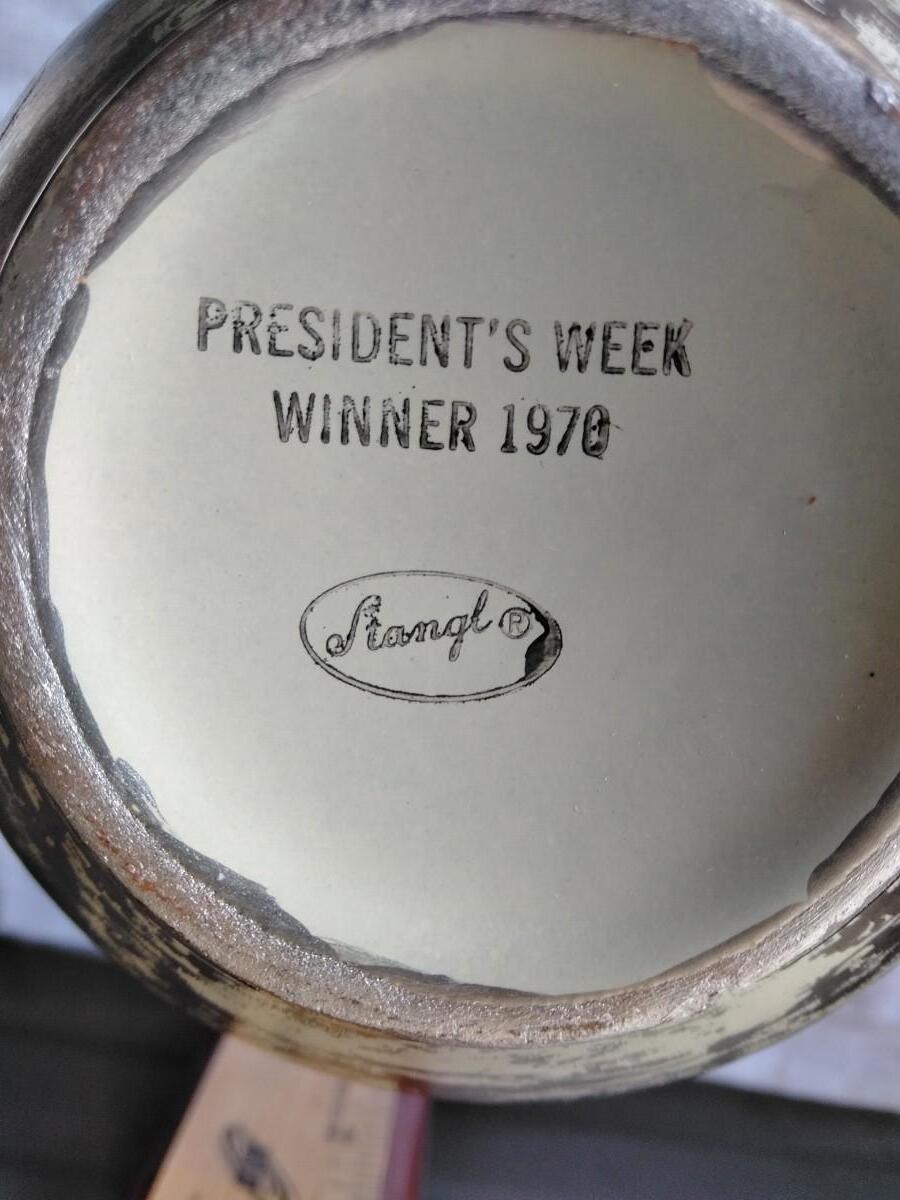 PRESIDENT'S WEEK
WINNER 1970
Stangl ®